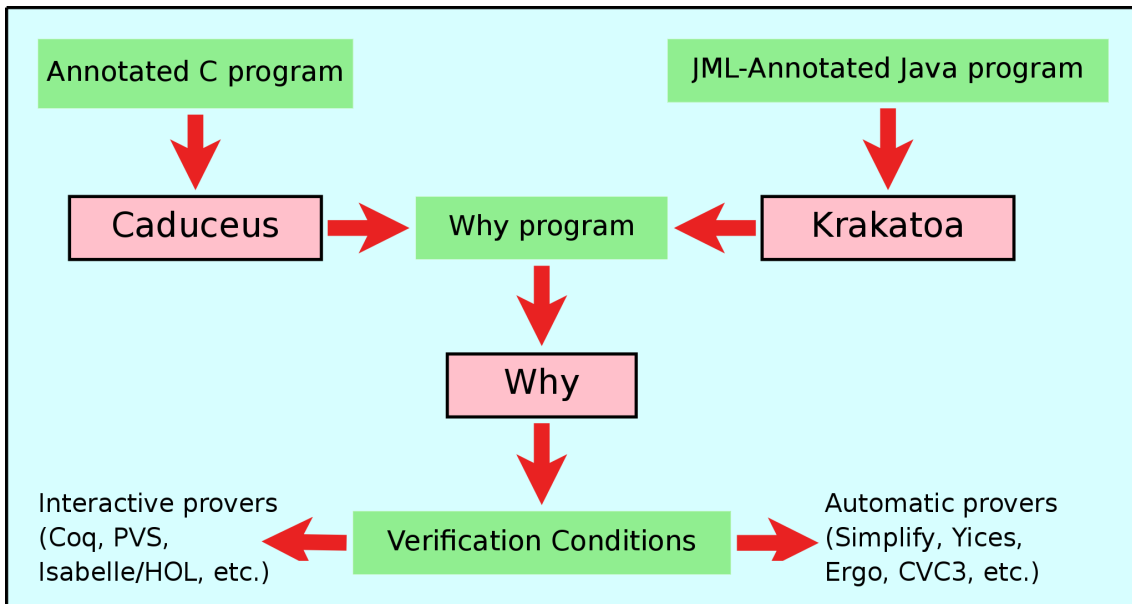 Annotated C program
JML-Annotated Java program
Caduceus
Why program
Krakatoa
Why
Interactive provers
(Coq, PVS,
Isabelle/HOL, etc.)
Verification Conditions
Automatic provers
(Simplify, Yices,
Ergo, CVC3, etc.)